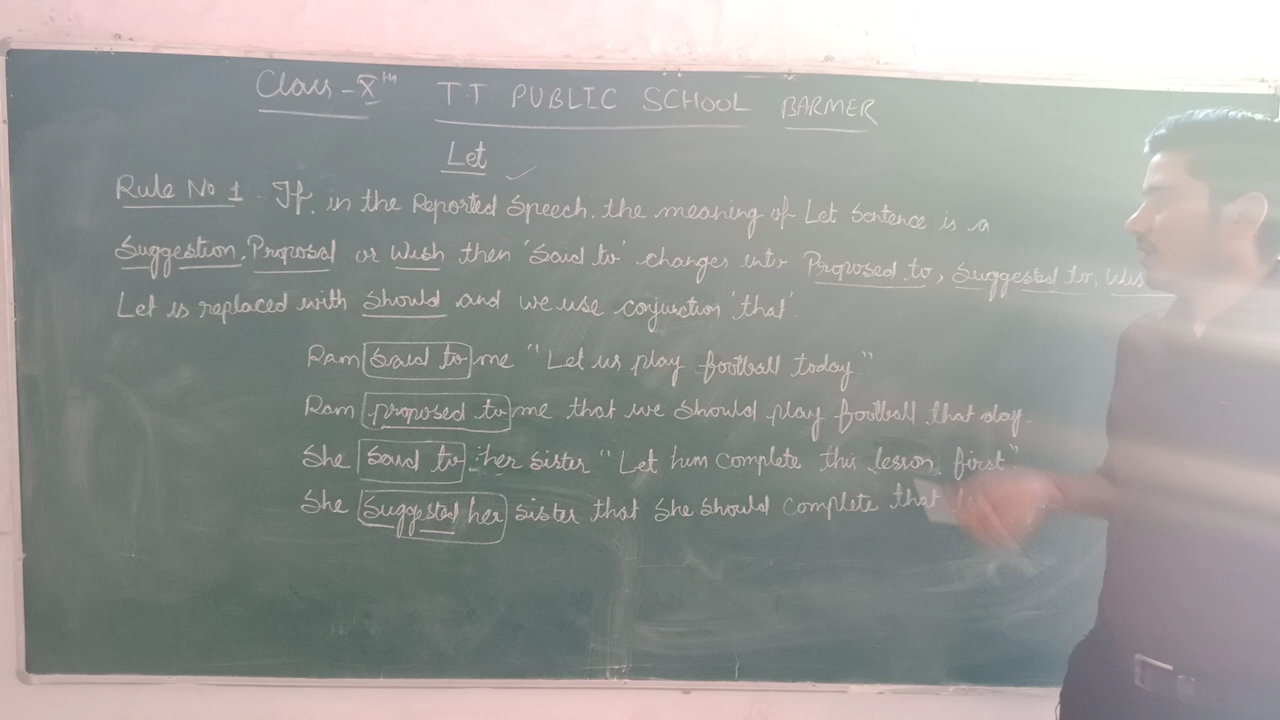 Class - Xth T.T PUBLIC SCHOOL BARMER
Let
Rule No 1. If in the Reported Speech. the meaning of Let Sentence is a
Suggestion, Proposal or Wish then 'Said to' changes into Proposed to, Suggested to, Wis
Let is replaced with should and we use conjunction 'that'.
Ram Said to me "Let us play football today"
Ram proposed to me that we should play football that day.
She Said to her sister "Let him complete this lesson first"
She Suggested her sister that she should complete that